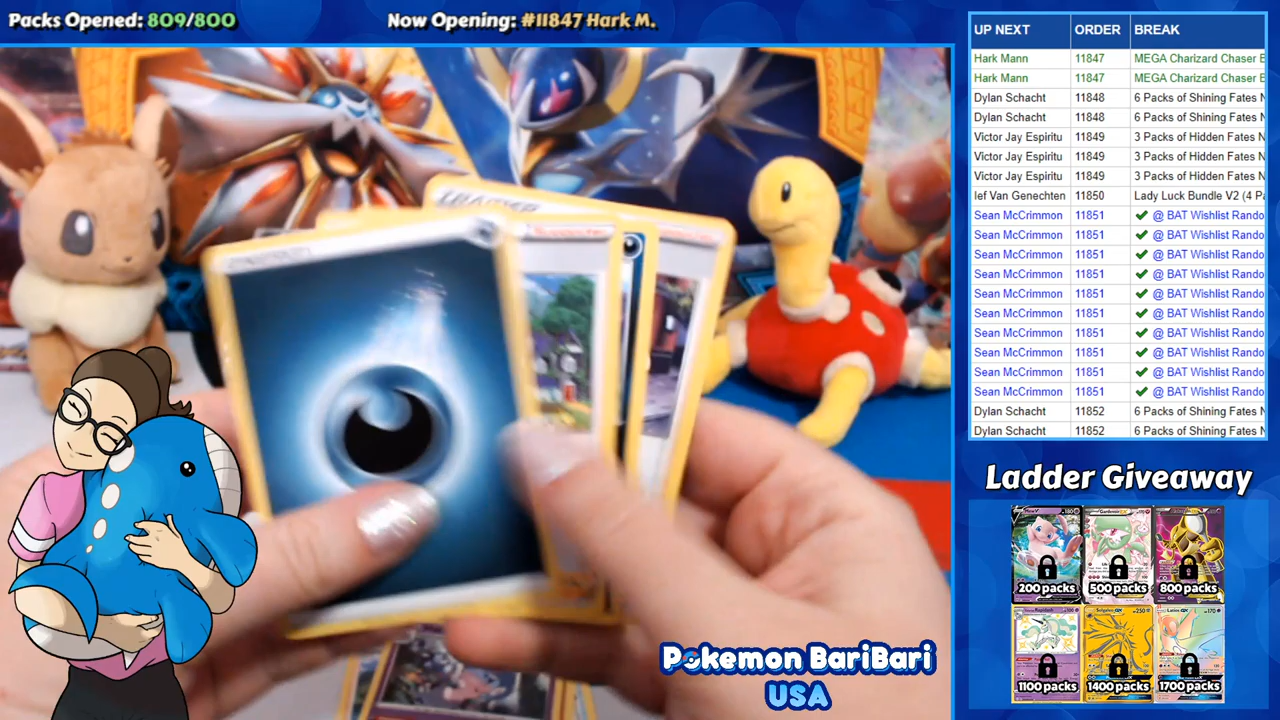 Packs Opened: 809/800
Now Opening: #11847 Hark M.
UP NEXT ORDER BREAK
Hark Mann 11847 MEGA Charizard Chaser
Hark Mann 11847 MEGA Charizard Chaser
Dylan Schacht 11848 6 Packs of Shining Fates
Dylan Schacht 11848 6 Packs of Shining Fates
Victor Jay Espiritu 11849 3 Packs of Hidden Fates
Victor Jay Espiritu 11849 3 Packs of Hidden Fates
Victor Jay Espiritu 11849 3 Packs of Hidden Fates
Ief Van Genechten 11850 Lady Luck Bundle V2 (4
Sean McCrimmon 11851 ✔ @ BAT Wishlist Rando
Sean McCrimmon 11851 ✔ @ BAT Wishlist Rando
Sean McCrimmon 11851 ✔ @ BAT Wishlist Rando
Sean McCrimmon 11851 ✔ @ BAT Wishlist Rando
Sean McCrimmon 11851 ✔ @ BAT Wishlist Rando
Sean McCrimmon 11851 ✔ @ BAT Wishlist Rando
Sean McCrimmon 11851 ✔ @ BAT Wishlist Rando
Sean McCrimmon 11851 ✔ @ BAT Wishlist Rando
Sean McCrimmon 11851 ✔ @ BAT Wishlist Rando
Sean McCrimmon 11851 ✔ @ BAT Wishlist Rando
Dylan Schacht 11852 6 Packs of Shining Fates
Dylan Schacht 11852 6 Packs of Shining Fates
Ladder Giveaway
200 packs 500 packs 800 packs
1100 packs 1400 packs 1700 packs
Pokemon BariBari
USA